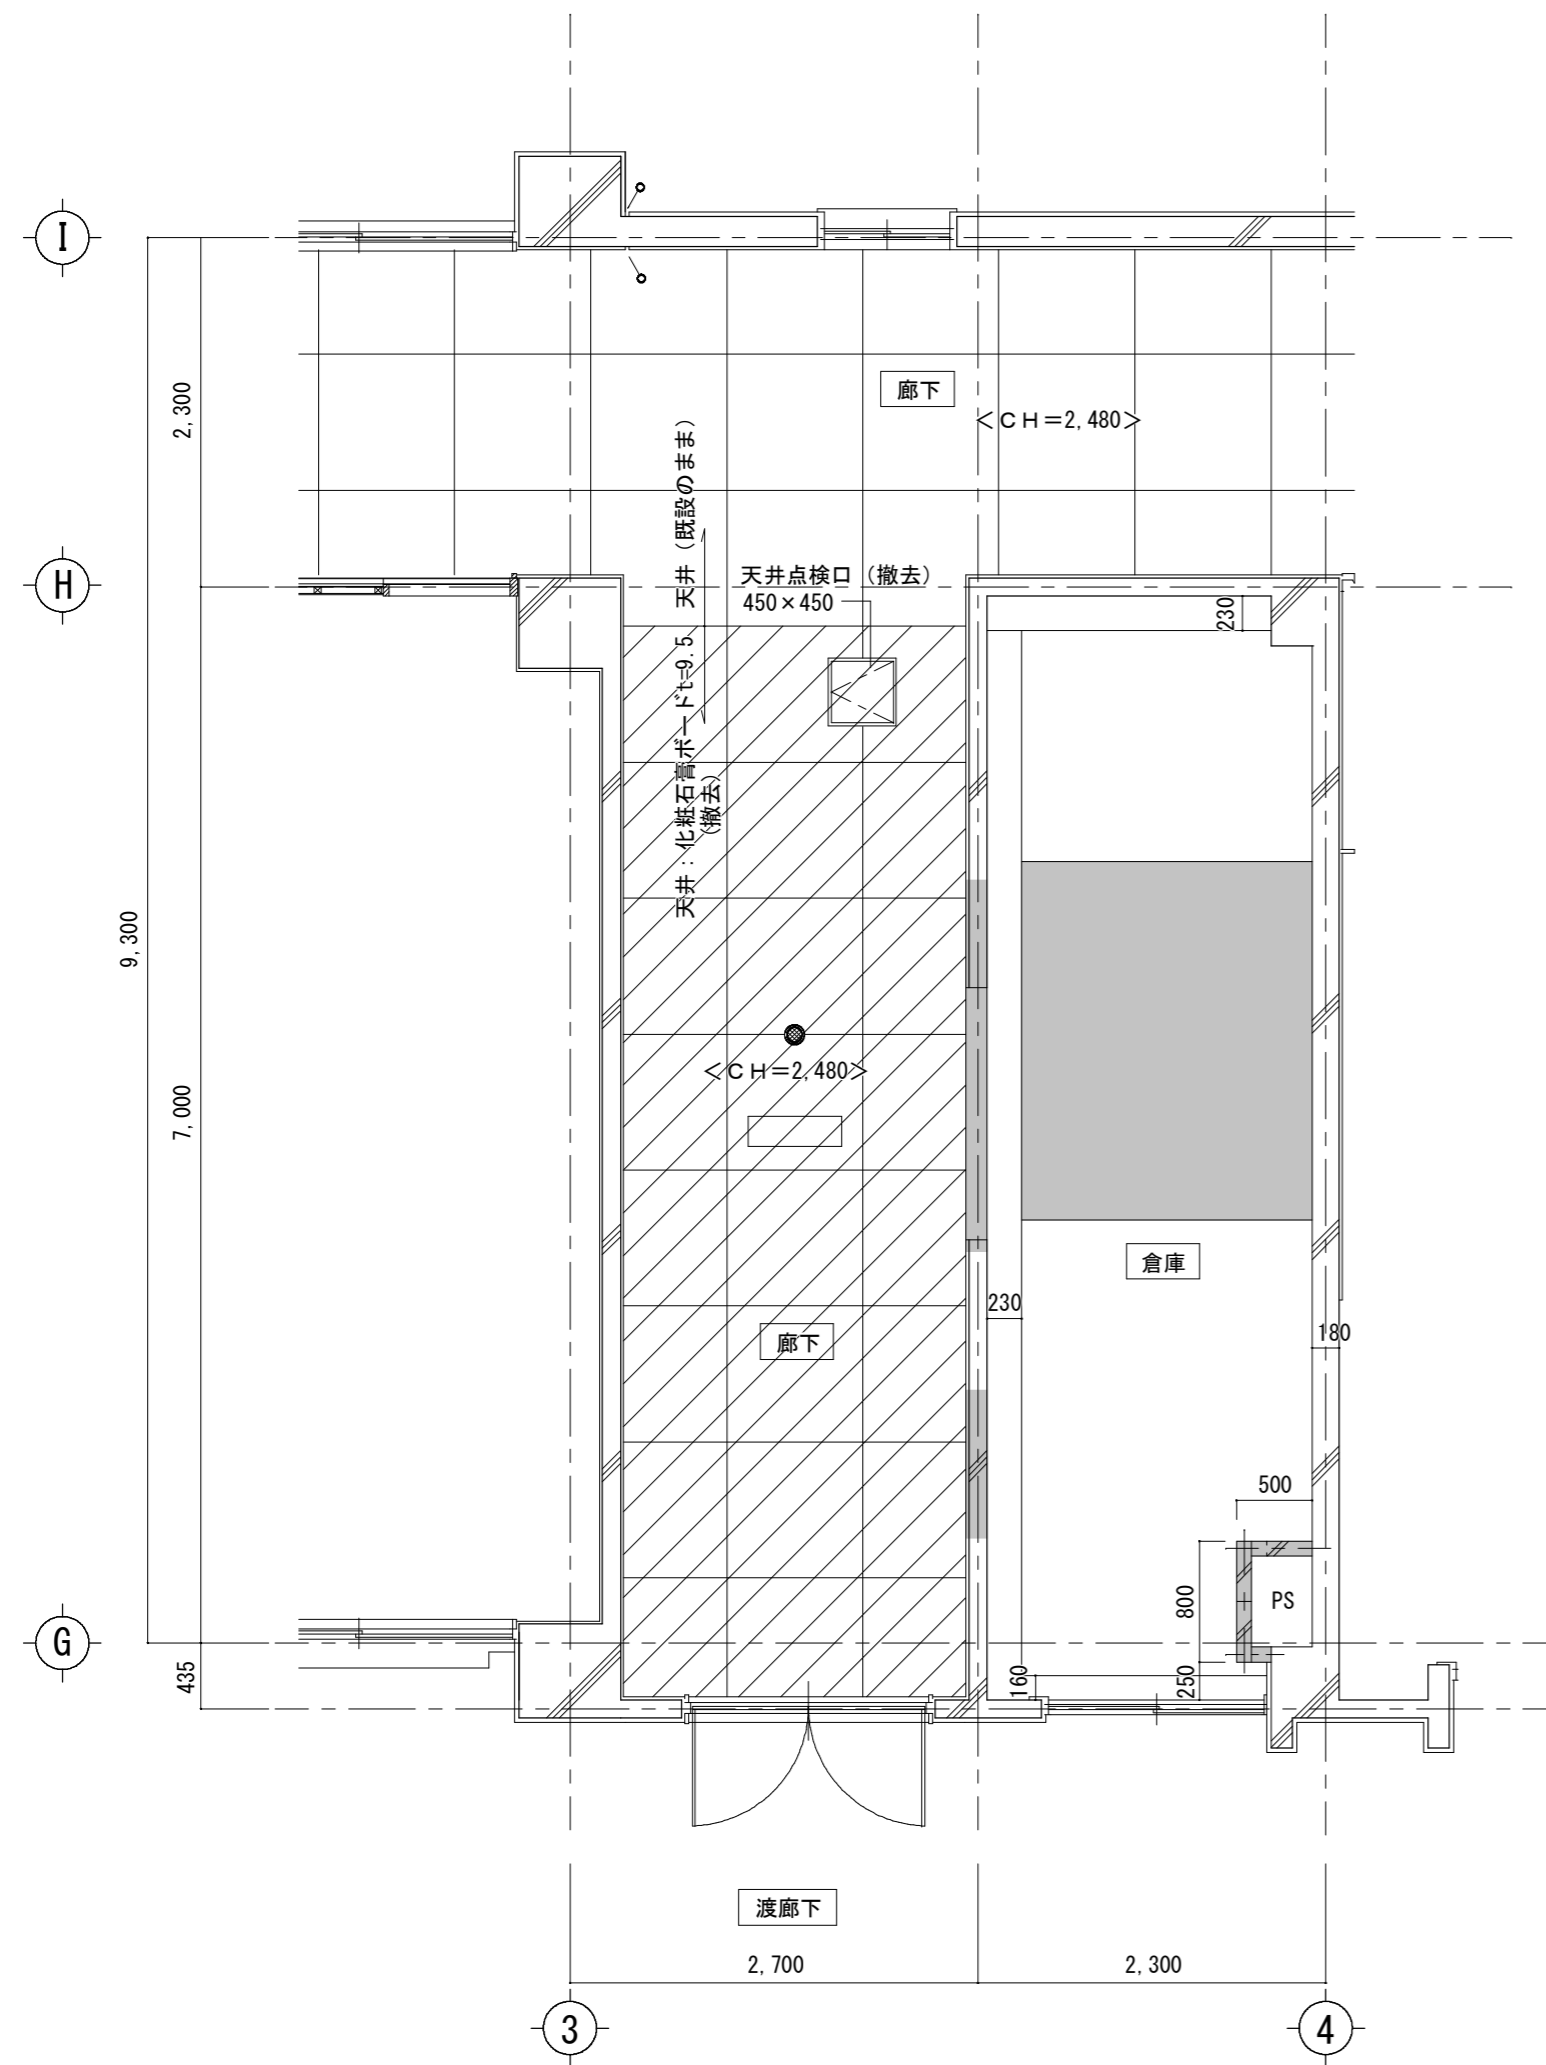 I
2,300
廊下
<CH=2,480>
天井（既設のまま）
天井：化粧石膏ボードt=9.5
（撤去）
天井点検口（撤去）
450×450
H
230
9,300
7,000
<CH=2,480>
倉庫
230
180
廊下
500
800
PS
G
435
160
250
渡廊下
2,700
2,300
3
4